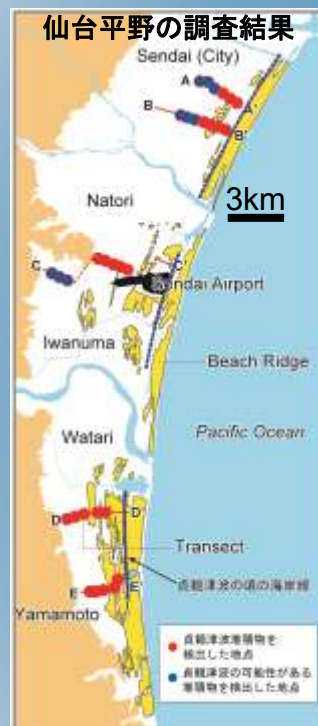 仙台平野の調査結果
Sendai (City)
A
B
B'
3km
Natori
C
C'
Sendai Airport
Iwanuma
Beach Ridge
Watari
Pacific Ocean
D
D'
Transect
E
E'
貞観津波の頃の海岸線
Yamamoto
貞観津波堆積物を
検出した地点
貞観津波の可能性がある
堆積物を検出した地点